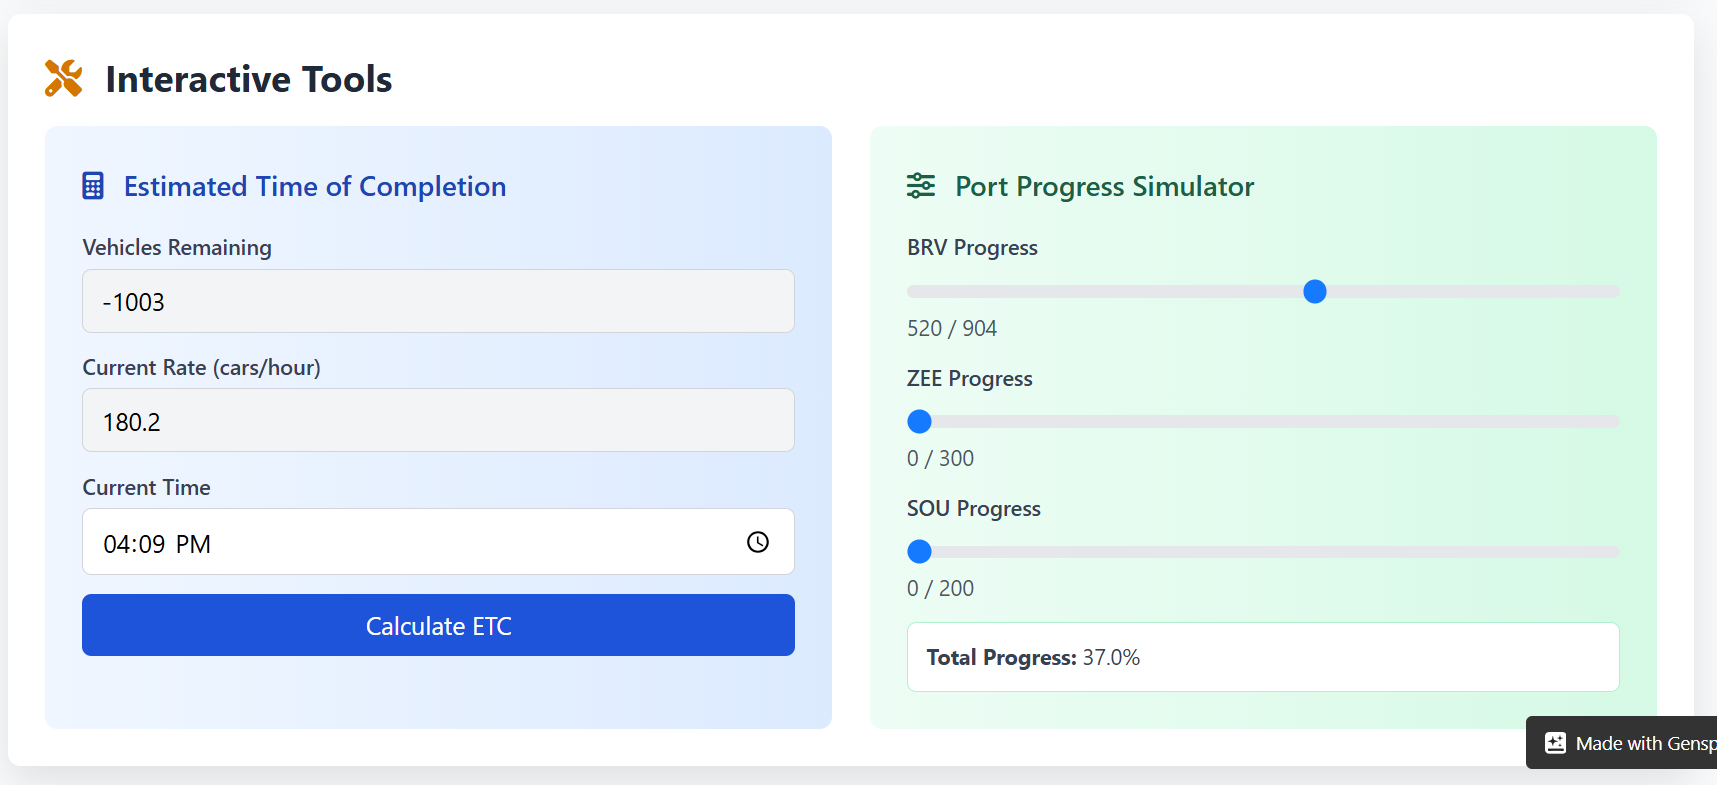 Interactive Tools
Estimated Time of Completion
Vehicles Remaining
-1003
Current Rate (cars/hour)
180.2
Current Time
04:09 PM
Calculate ETC
Port Progress Simulator
BRV Progress
520 / 904
ZEE Progress
0 / 300
SOU Progress
0 / 200
Total Progress: 37.0%
Made with Gensp